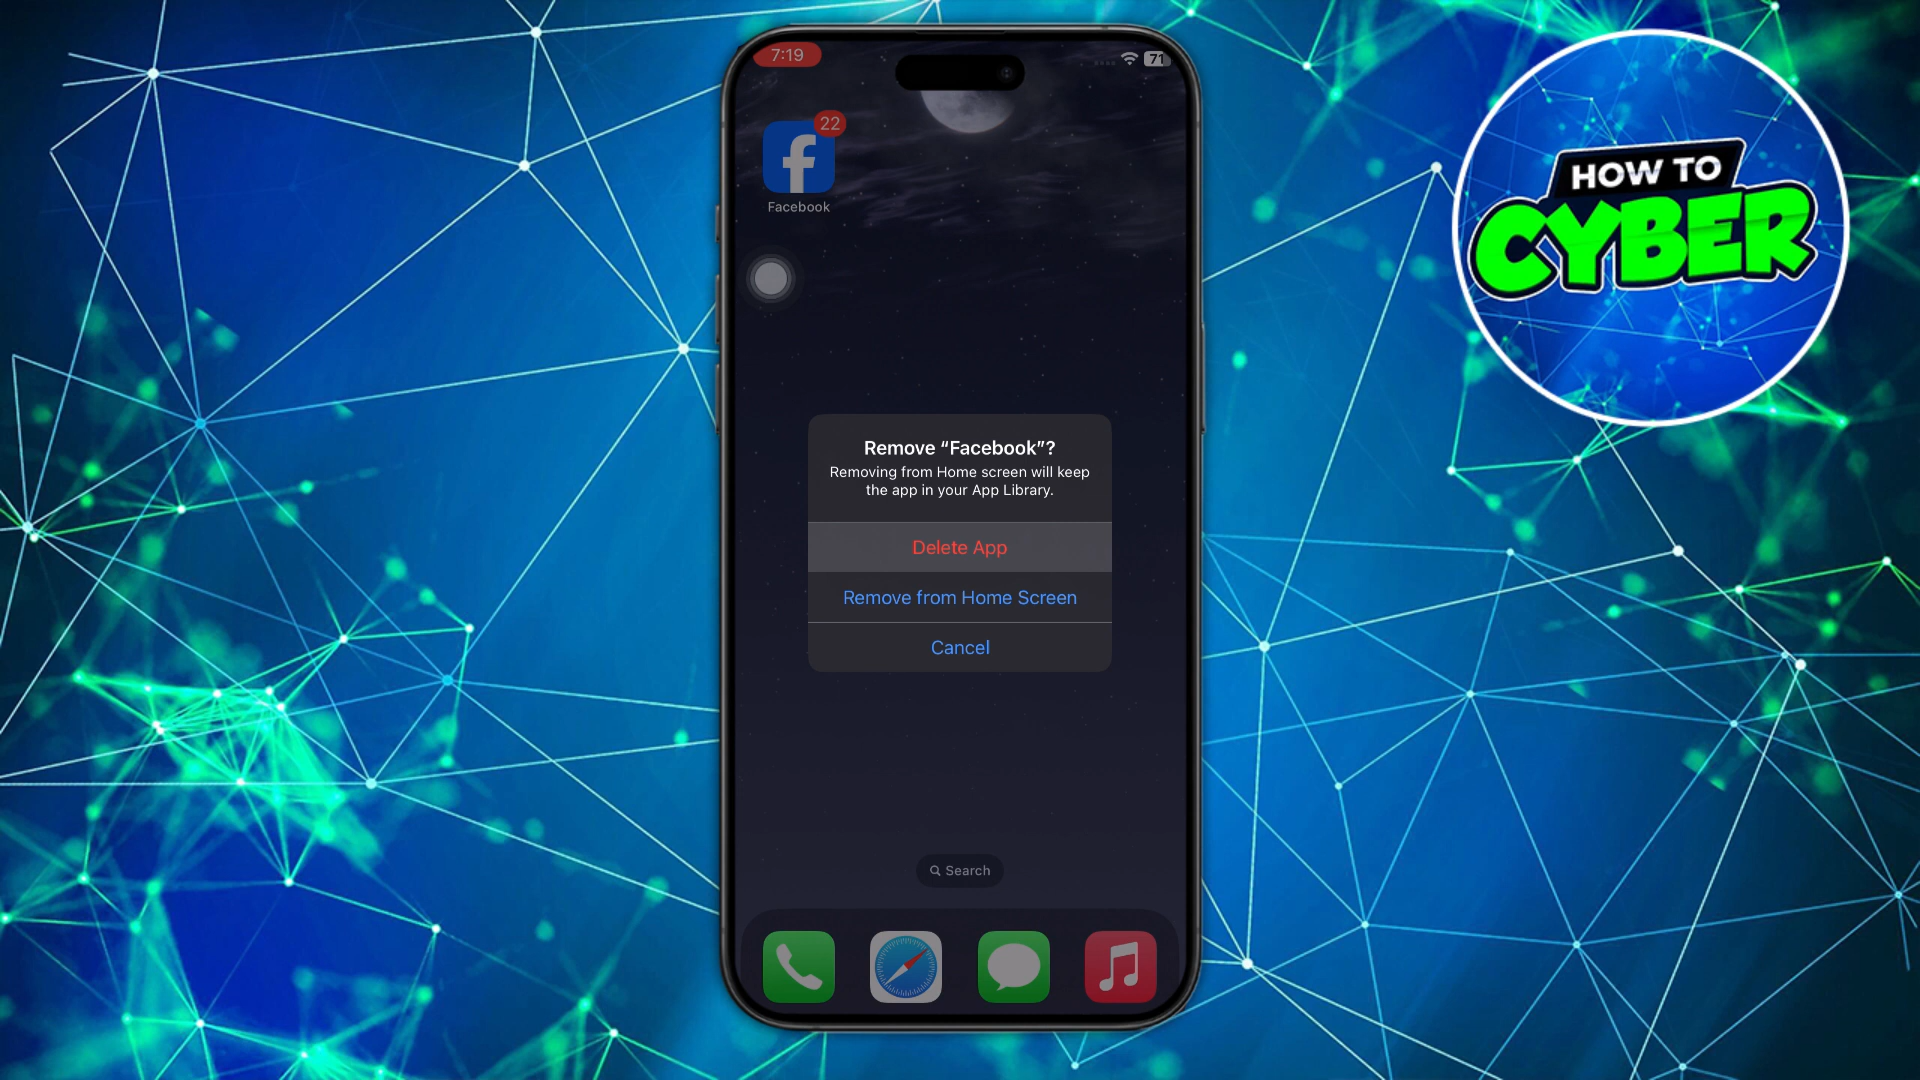 7:19
71
22
Facebook
HOW TO
CYBER
Remove “Facebook”?
Removing from Home screen will keep
the app in your App Library.
Delete App
Remove from Home Screen
Cancel
Search